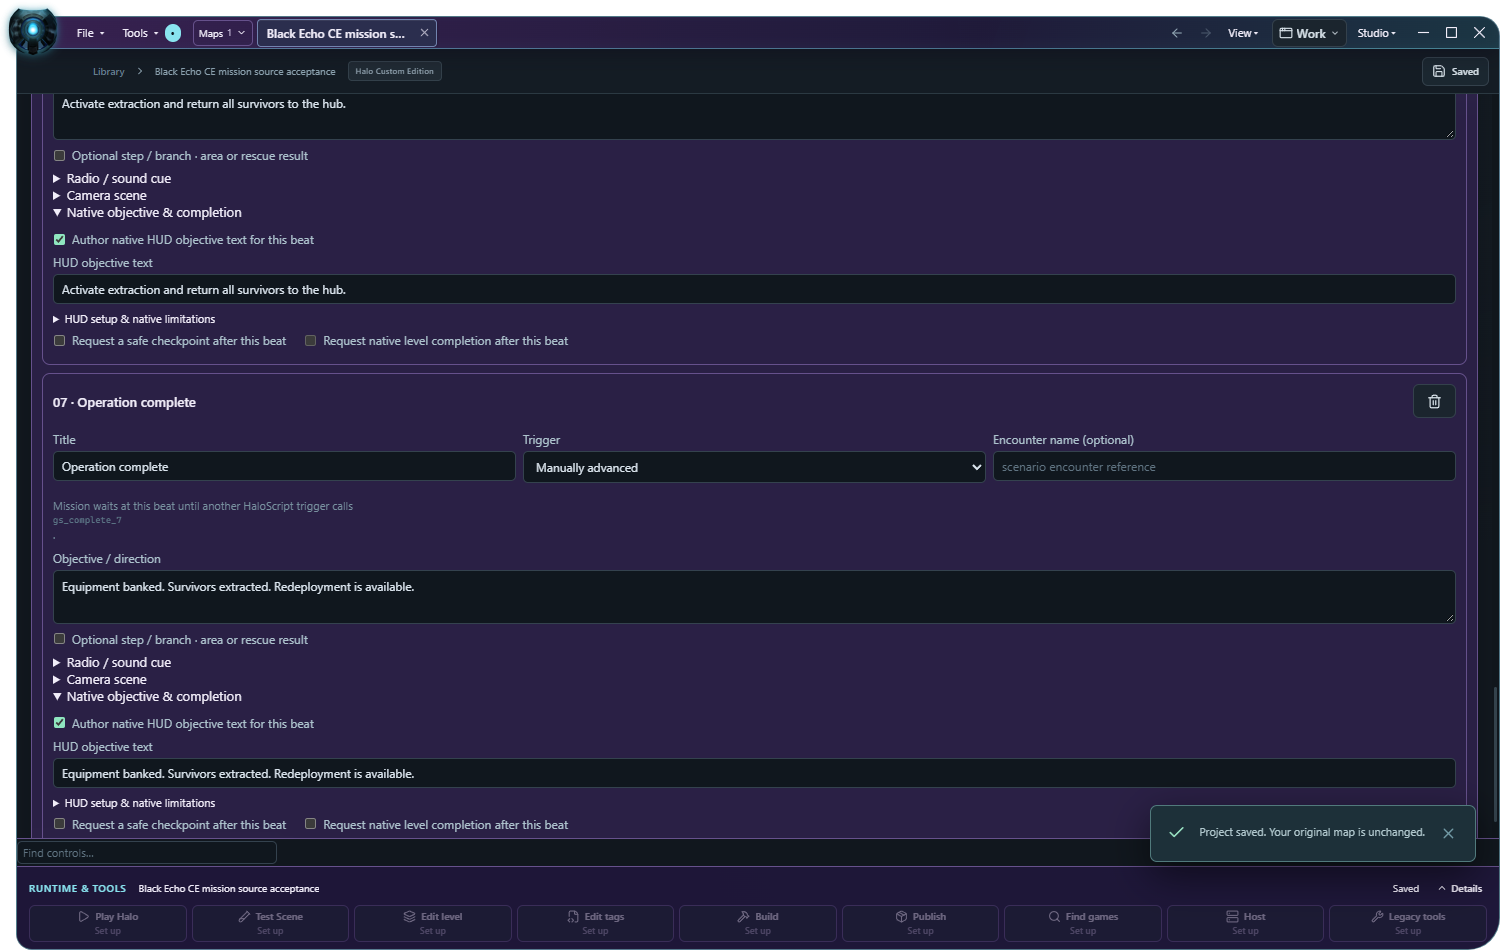 File
Tools
Maps 1
Black Echo CE mission s...
View
Work
Studio
Library
Black Echo CE mission source acceptance
Halo Custom Edition
Saved
Activate extraction and return all survivors to the hub.
Optional step / branch · area or rescue result
Radio / sound cue
Camera scene
Native objective & completion
Author native HUD objective text for this beat
HUD objective text
Activate extraction and return all survivors to the hub.
HUD setup & native limitations
Request a safe checkpoint after this beat
Request native level completion after this beat
07 · Operation complete
Title
Trigger
Encounter name (optional)
Operation complete
Manually advanced
scenario encounter reference
Mission waits at this beat until another HaloScript trigger calls
gs_complete_7
.
Objective / direction
Equipment banked. Survivors extracted. Redeployment is available.
Optional step / branch · area or rescue result
Radio / sound cue
Camera scene
Native objective & completion
Author native HUD objective text for this beat
HUD objective text
Equipment banked. Survivors extracted. Redeployment is available.
HUD setup & native limitations
Request a safe checkpoint after this beat
Request native level completion after this beat
Project saved. Your original map is unchanged.
Find controls...
RUNTIME & TOOLS
Black Echo CE mission source acceptance
Saved
Details
Play Halo
Set up
Test Scene
Set up
Edit level
Set up
Edit tags
Set up
Build
Set up
Publish
Set up
Find games
Set up
Host
Set up
Legacy tools
Set up